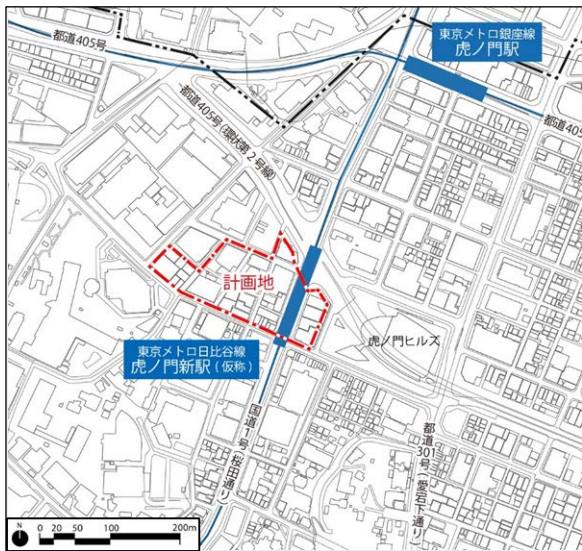 東京メトロ銀座線
虎ノ門駅
都道405号
都道405号(環状第2号線)
都道405
計画地
虎ノ門ヒルズ
東京メトロ日比谷線
虎ノ門新駅(仮称)
国道1号(桜田通り)
都道301号(愛宕下通り)
N
0 20 50 100 200m